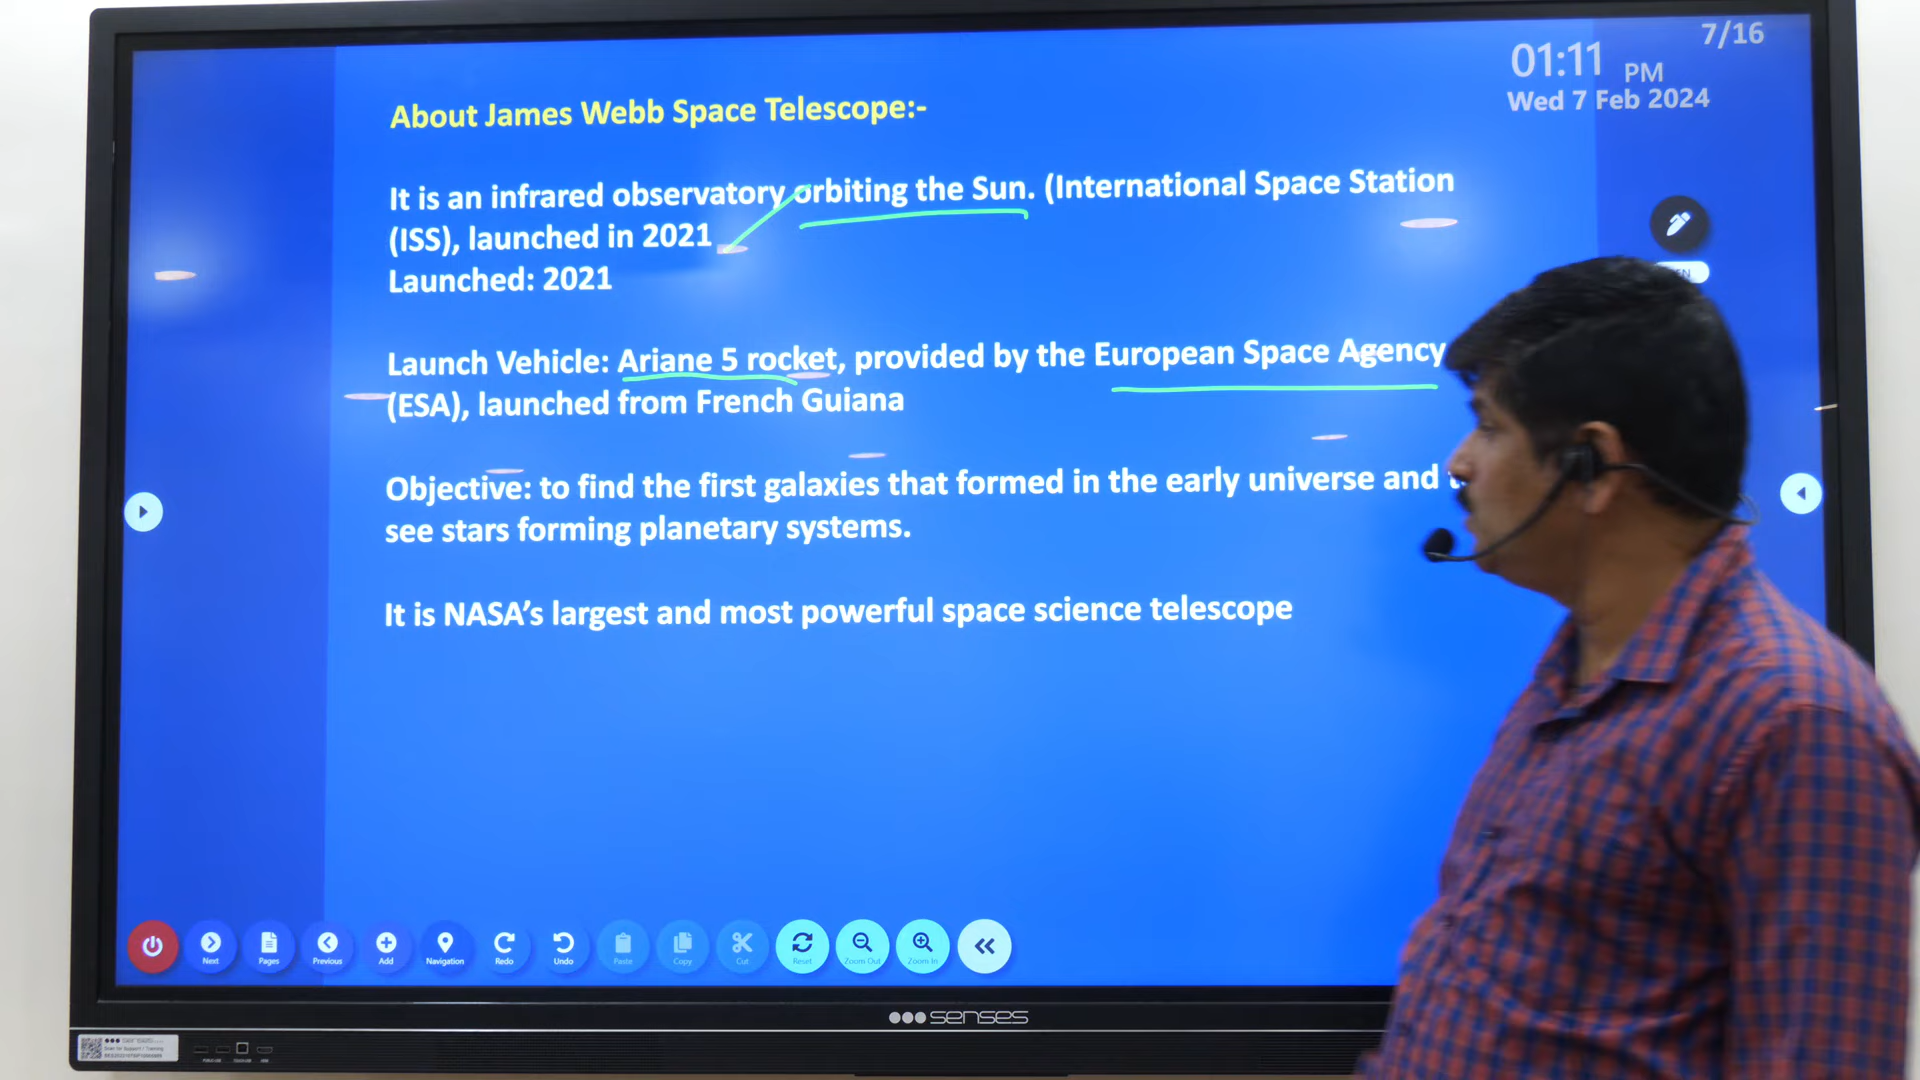 7/16
01:11 PM
Wed 7 Feb 2024
About James Webb Space Telescope:-
It is an infrared observatory orbiting the Sun. (International Space Station
(ISS), launched in 2021
Launched: 2021
Launch Vehicle: Ariane 5 rocket, provided by the European Space Agency
(ESA), launched from French Guiana
Objective: to find the first galaxies that formed in the early universe and
see stars forming planetary systems.
It is NASA's largest and most powerful space science telescope
Next Pages Previous Add Navigation Redo Undo Paste Copy Cut Reset Zoom Out Zoom In
senses